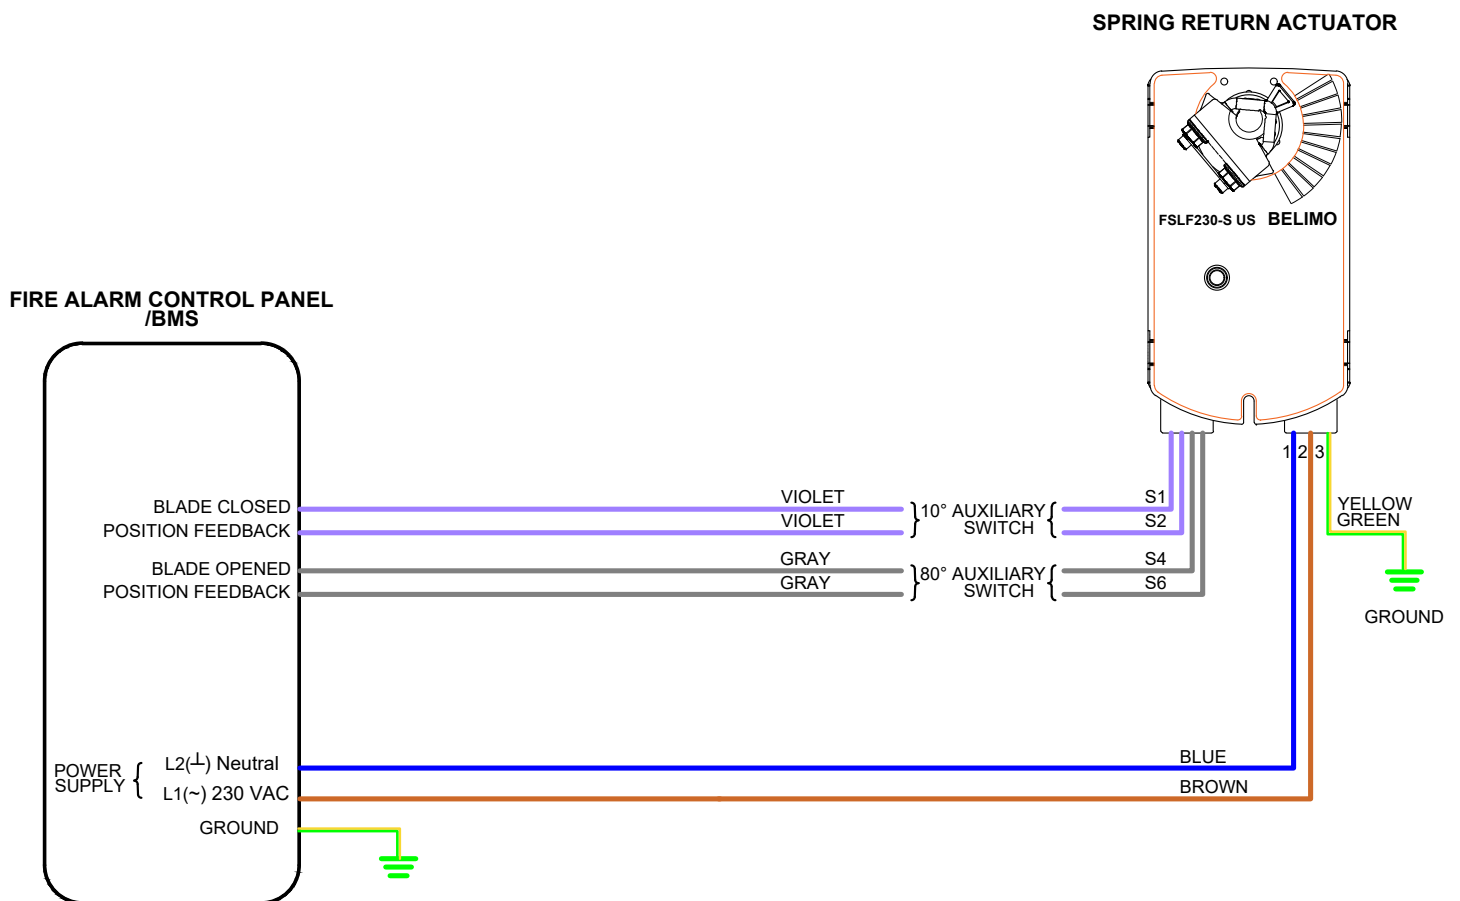 SPRING RETURN ACTUATOR
FSLF230-S US BELIMO
FIRE ALARM CONTROL PANEL
/BMS
1 2 3
BLADE CLOSED
POSITION FEEDBACK
VIOLET
VIOLET
10° AUXILIARY
SWITCH
S1
S2
YELLOW
GREEN
BLADE OPENED
POSITION FEEDBACK
GRAY
GRAY
80° AUXILIARY
SWITCH
S4
S6
GROUND
POWER
SUPPLY
L2(┴) Neutral
L1(~) 230 VAC
BLUE
BROWN
GROUND